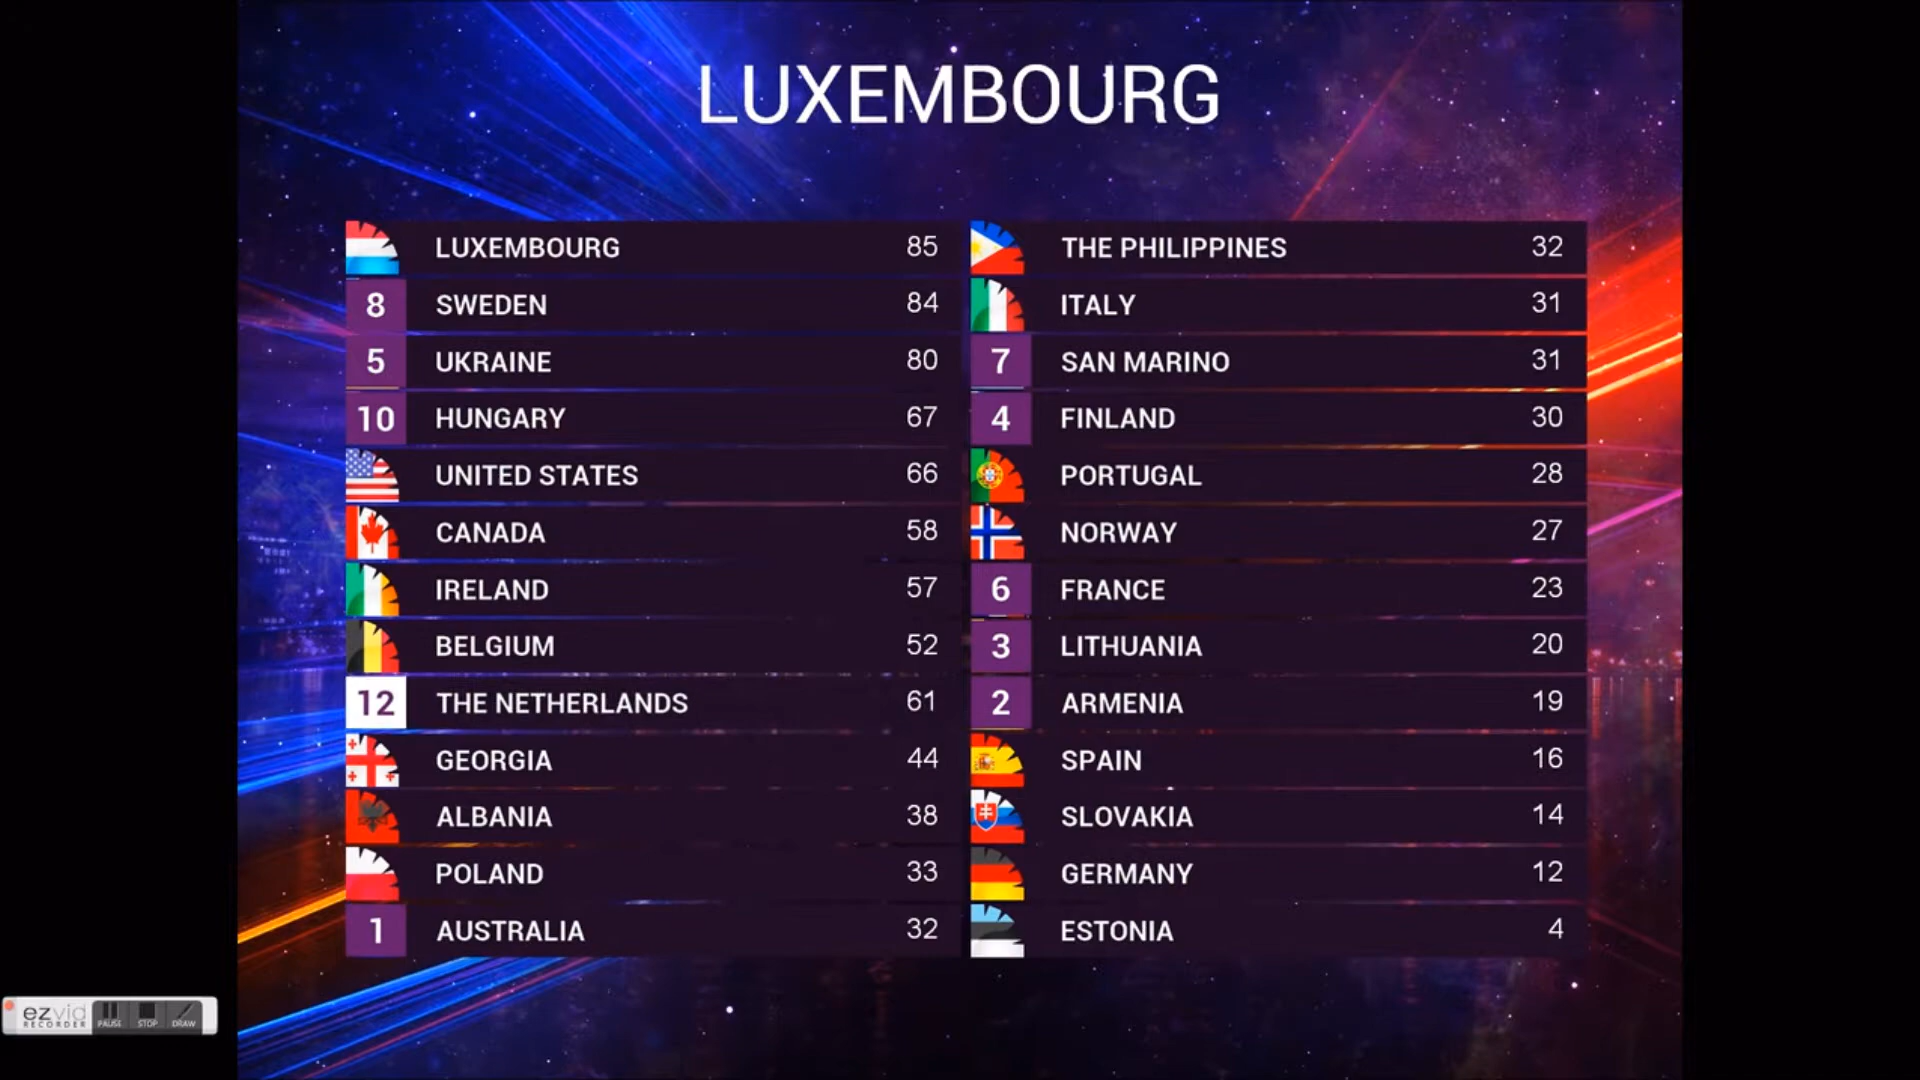 LUXEMBOURG
LUXEMBOURG 85
8 SWEDEN 84
5 UKRAINE 80
10 HUNGARY 67
UNITED STATES 66
CANADA 58
IRELAND 57
BELGIUM 52
12 THE NETHERLANDS 61
GEORGIA 44
ALBANIA 38
POLAND 33
1 AUSTRALIA 32
THE PHILIPPINES 32
ITALY 31
7 SAN MARINO 31
4 FINLAND 30
PORTUGAL 28
NORWAY 27
6 FRANCE 23
3 LITHUANIA 20
2 ARMENIA 19
SPAIN 16
SLOVAKIA 14
GERMANY 12
ESTONIA 4
ezvid
RECORDER
PAUSE STOP DRAW